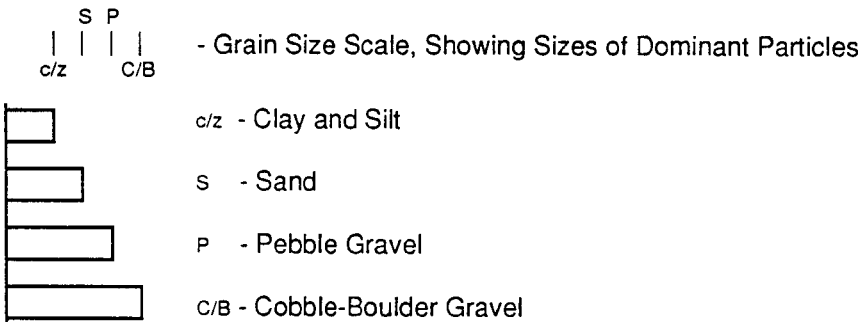 S P
- Grain Size Scale, Showing Sizes of Dominant Particles
c/z C/B
c/z - Clay and Silt
S - Sand
P - Pebble Gravel
C/B - Cobble-Boulder Gravel